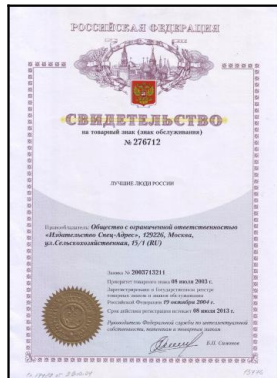 РОССИЙСКАЯ ФЕДЕРАЦИЯ
СВИДЕТЕЛЬСТВО
на товарный знак (знак обслуживания)
№ 276712
ЛУЧШИЕ ЛЮДИ РОССИИ
Правообладатель: Общество с ограниченной ответственностью
«Издательство Спец-Адрес», 129226, Москва,
ул.Сельскохозяйственная, 15/1 (RU)
Заявка № 2003713211
Приоритет товарного знака 08 июля 2003 г.
Зарегистрировано в Государственном реестре
товарных знаков и знаков обслуживания
Российской Федерации 19 октября 2004 г.
Срок действия регистрации истекает 08 июля 2013 г.
Руководитель Федеральной службы по интеллектуальной
собственности, патентам и товарным знакам